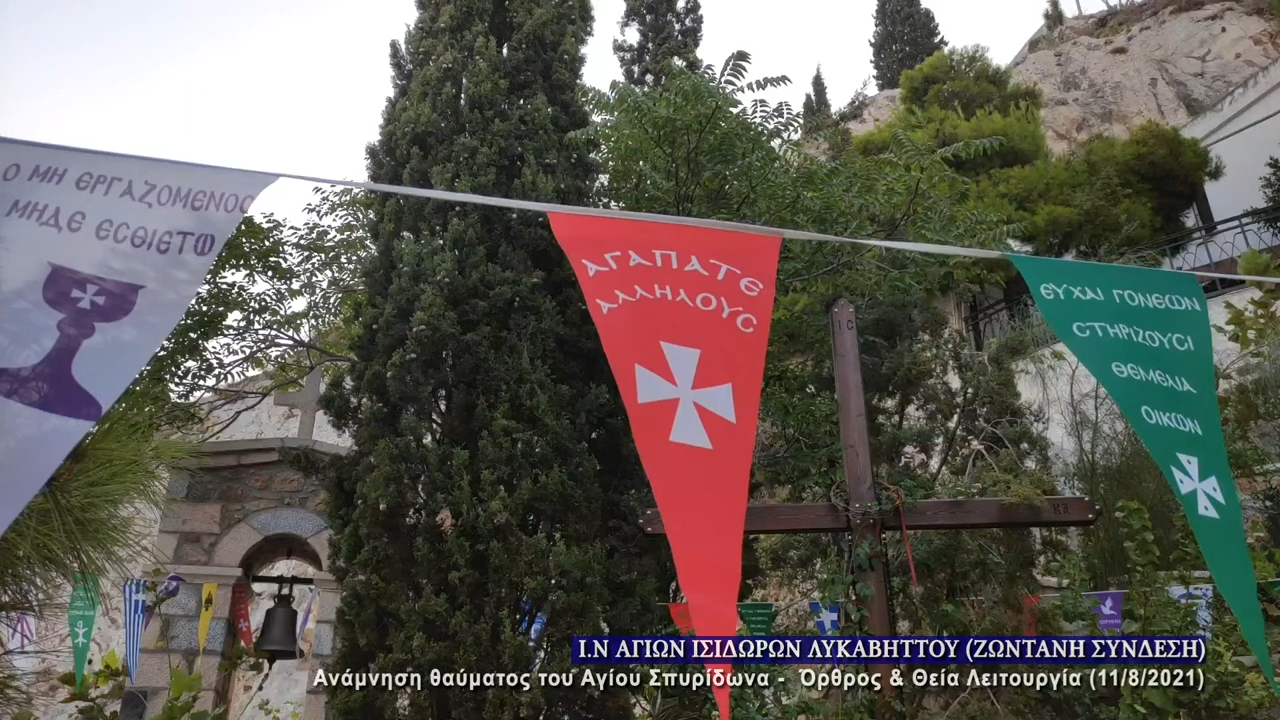 Ο ΜΗ ΕΡΓΑΖΟΜΕΝΟΣ
ΜΗΔΕ ΕΣΘΙΕΤΩ
ΑΓΑΠΑΤΕ
ΑΛΛΗΛΟΥΣ
ΕΥΧΑΙ ΓΟΝΕΩΝ
ΣΤΗΡΙΖΟΥΣΙ
ΘΕΜΕΛΙΑ
ΟΙΚΩΝ
IC
Ι.Ν ΑΓΙΩΝ ΙΣΙΔΩΡΩΝ ΛΥΚΑΒΗΤΤΟΥ (ΖΩΝΤΑΝΗ ΣΥΝΔΕΣΗ)
Ανάμνηση θαύματος του Αγίου Σπυρίδωνα - Όρθρος & Θεία Λειτουργία (11/8/2021)